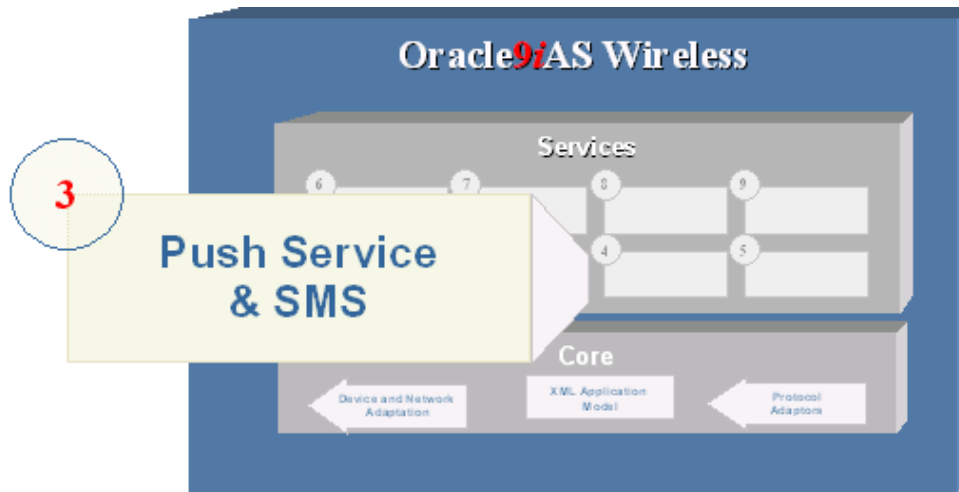 Oracle9iAS Wireless
Services
6
7
8
9
3
Push Service
& SMS
4
5
Core
Device and Network
Adaptation
XML Application
Model
Protocol
Adaptors